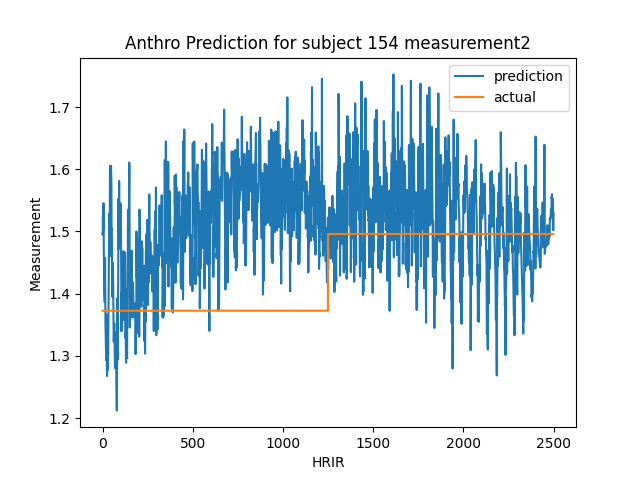 Anthro Prediction for subject 154 measurement2
prediction
actual
Measurement
1.7
1.6
1.5
1.4
1.3
1.2
0
500
1000
1500
2000
2500
HRIR